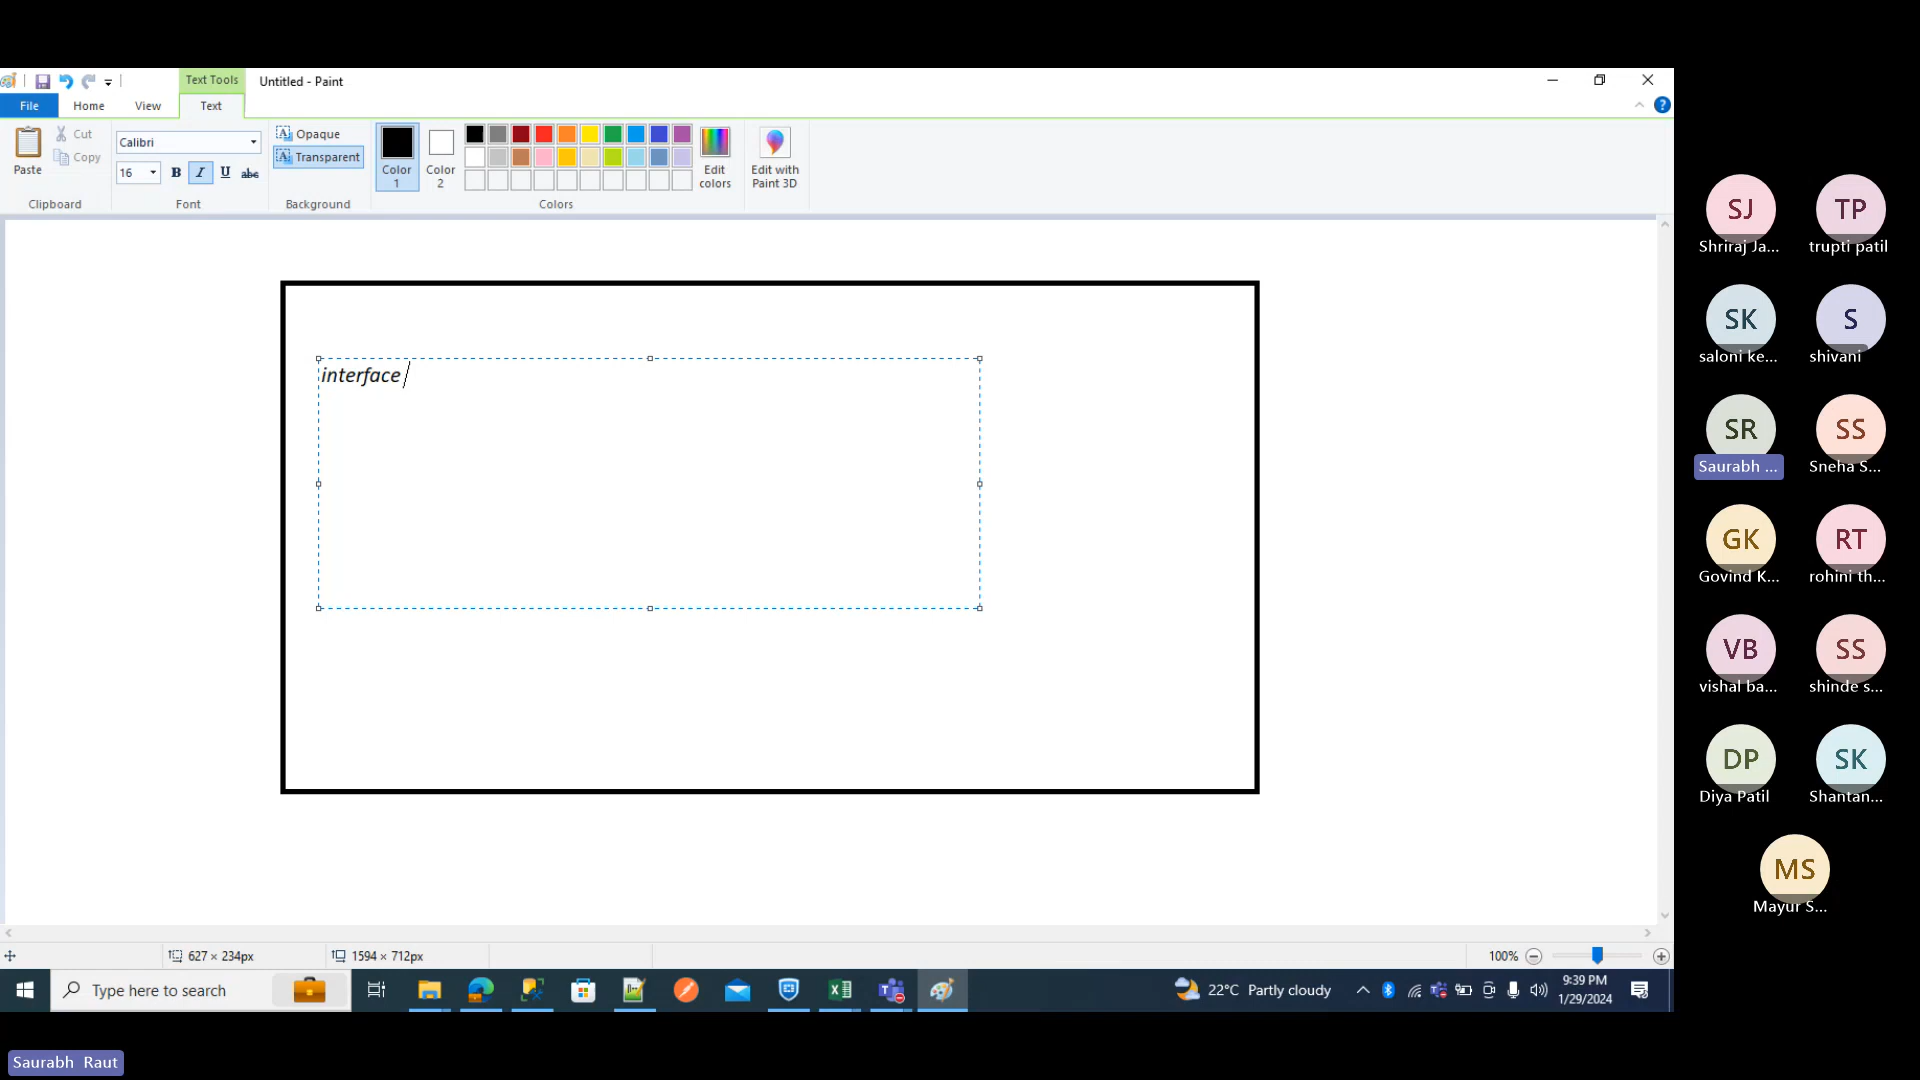 Text Tools
Untitled - Paint
File
Home
View
Text
Paste
Cut
Copy
Clipboard
Calibri
16
B I U abc
Font
Opaque
Transparent
Background
Color 1
Color 2
Edit colors
Colors
Edit with Paint 3D
interface
627 × 234px
1594 × 712px
100%
Type here to search
22°C Partly cloudy
9:39 PM
1/29/2024
SJ
Shriraj Ja...
TP
trupti patil
SK
saloni ke...
S
shivani
SR
Saurabh ...
SS
Sneha S...
GK
Govind K...
RT
rohini th...
VB
vishal ba...
SS
shinde s...
DP
Diya Patil
SK
Shantan...
MS
Mayur S...
Saurabh Raut